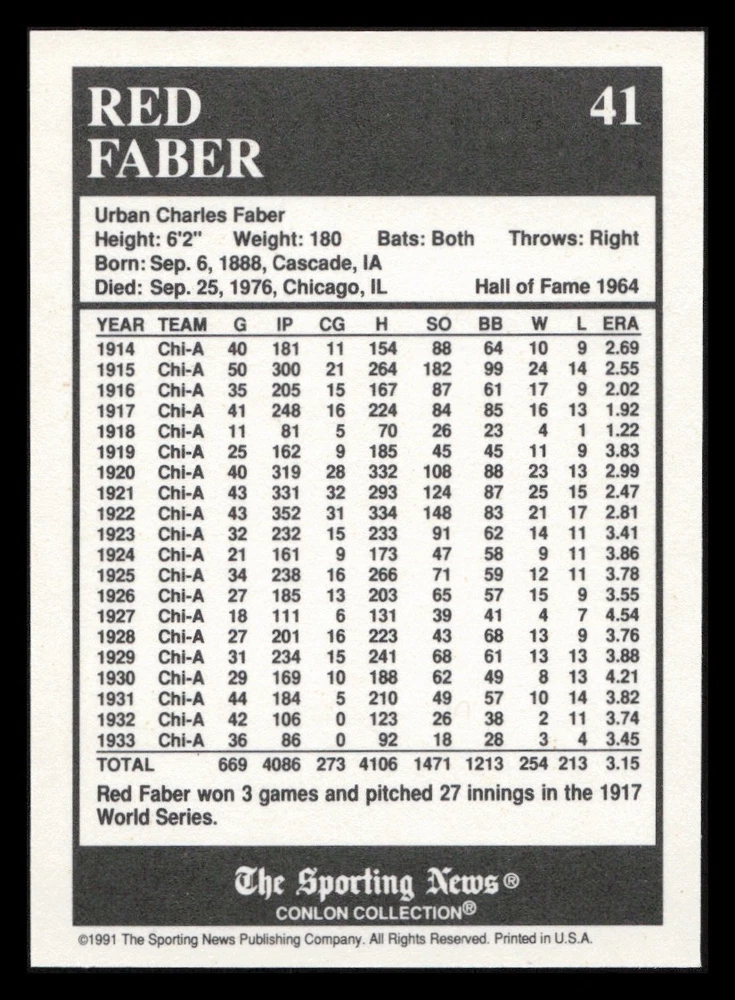 RED
FABER
41
Urban Charles Faber
Height: 6'2" Weight: 180 Bats: Both Throws: Right
Born: Sep. 6, 1888, Cascade, IA
Died: Sep. 25, 1976, Chicago, IL Hall of Fame 1964
YEAR TEAM G IP CG H SO BB W L ERA
1914 Chi-A 40 181 11 154 88 64 10 9 2.69
1915 Chi-A 50 300 21 264 182 99 24 14 2.55
1916 Chi-A 35 205 15 167 87 61 17 9 2.02
1917 Chi-A 41 248 16 224 84 85 16 13 1.92
1918 Chi-A 11 81 5 70 26 23 4 1 1.22
1919 Chi-A 25 162 9 185 45 45 11 9 3.83
1920 Chi-A 40 319 28 332 108 88 23 13 2.99
1921 Chi-A 43 331 32 293 124 87 25 15 2.47
1922 Chi-A 43 352 31 334 148 83 21 17 2.81
1923 Chi-A 32 232 15 233 91 62 14 11 3.41
1924 Chi-A 21 161 9 173 47 58 9 11 3.86
1925 Chi-A 34 238 16 266 71 59 12 11 3.78
1926 Chi-A 27 185 13 203 65 57 15 9 3.55
1927 Chi-A 18 111 6 131 39 41 4 7 4.54
1928 Chi-A 27 201 16 223 43 68 13 9 3.76
1929 Chi-A 31 234 15 241 68 61 13 13 3.88
1930 Chi-A 29 169 10 188 62 49 8 13 4.21
1931 Chi-A 44 184 5 210 49 57 10 14 3.82
1932 Chi-A 42 106 0 123 26 38 2 11 3.74
1933 Chi-A 36 86 0 92 18 28 3 4 3.45
TOTAL 669 4086 273 4106 1471 1213 254 213 3.15
Red Faber won 3 games and pitched 27 innings in the 1917
World Series.
The Sporting News®
CONLON COLLECTION®
©1991 The Sporting News Publishing Company. All Rights Reserved. Printed in U.S.A.